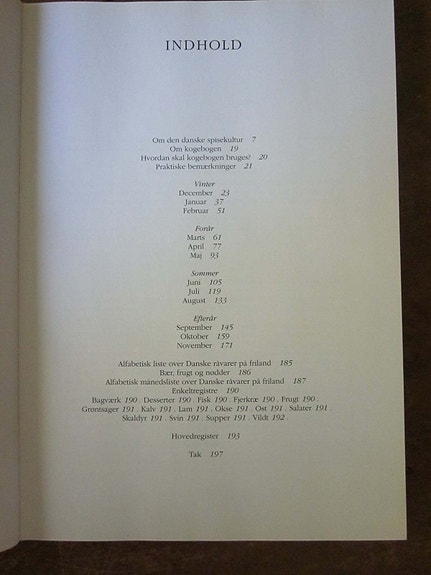 INDHOLD
Om den danske spisekultur 7
Om kogebogen 19
Hvordan skal kogebogen bruges? 20
Praktiske bemærkninger 21
Vinter
December 23
Januar 37
Februar 51
Forår
Marts 61
April 77
Maj 93
Sommer
Juni 105
Juli 119
August 133
Efterår
September 145
Oktober 159
November 171
Alfabetisk liste over Danske råvarer på friland 185
Bær, frugt og nødder 186
Alfabetisk månedsliste over Danske råvarer på friland 187
Enkeltregistre 190
Bagværk 190 . Desserter 190 . Fisk 190 . Fjerkræ 190 . Frugt 190 .
Grøntsager 191 . Kalv 191 . Lam 191 . Okse 191 . Ost 191 . Salater 191 .
Skaldyr 191 . Svin 191 . Supper 191 . Vildt 192 .
Hovedregister 193
Tak 197